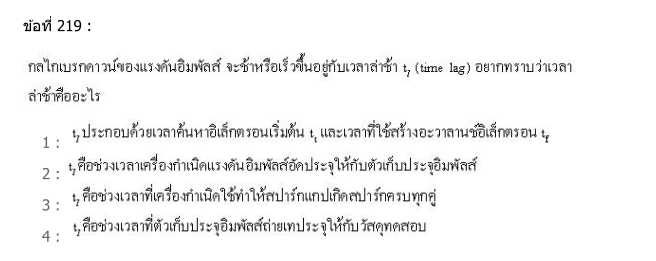 ข้อที่ 219 :
กลไกเบรกดาวน์ของแรงดันอิมพัลส์ จะช้าหรือเร็วขึ้นอยู่กับเวลาล่าช้า tₗ (time lag) อยากทราบว่าเวลา
ล่าช้าคืออะไร
1 : tₗ ประกอบด้วยเวลาค้นหาอิเล็กตรอนเริ่มต้น tₛ และเวลาที่ใช้สร้างอะวาลานซ์อิเล็กตรอน t_f
2 : tₗ คือช่วงเวลาเครื่องกำเนิดแรงดันอิมพัลส์อัดประจุให้กับตัวเก็บประจุอิมพัลส์
3 : tₗ คือช่วงเวลาที่เครื่องกำเนิดใช้ทำให้สปาร์กแกปเกิดสปาร์กครบทุกคู่
4 : tₗ คือช่วงเวลาที่ตัวเก็บประจุอิมพัลส์ถ่ายเทประจุให้กับวัสดุทดสอบ